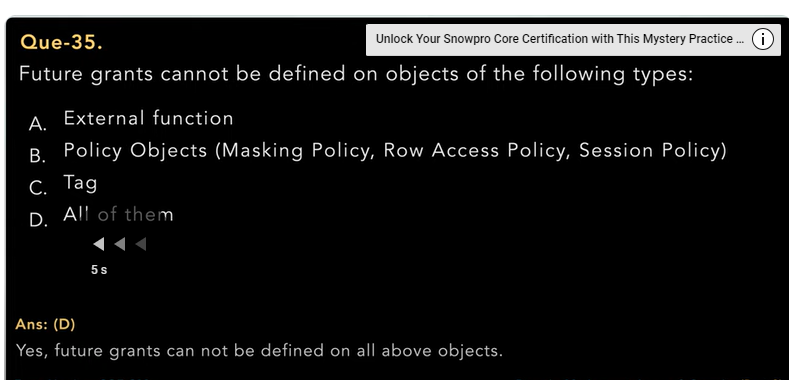 Que-35.
Unlock Your Snowpro Core Certification with This Mystery Practice ...
Future grants cannot be defined on objects of the following types:
A. External function
B. Policy Objects (Masking Policy, Row Access Policy, Session Policy)
C. Tag
D. All of them
5 s
Ans: (D)
Yes, future grants can not be defined on all above objects.